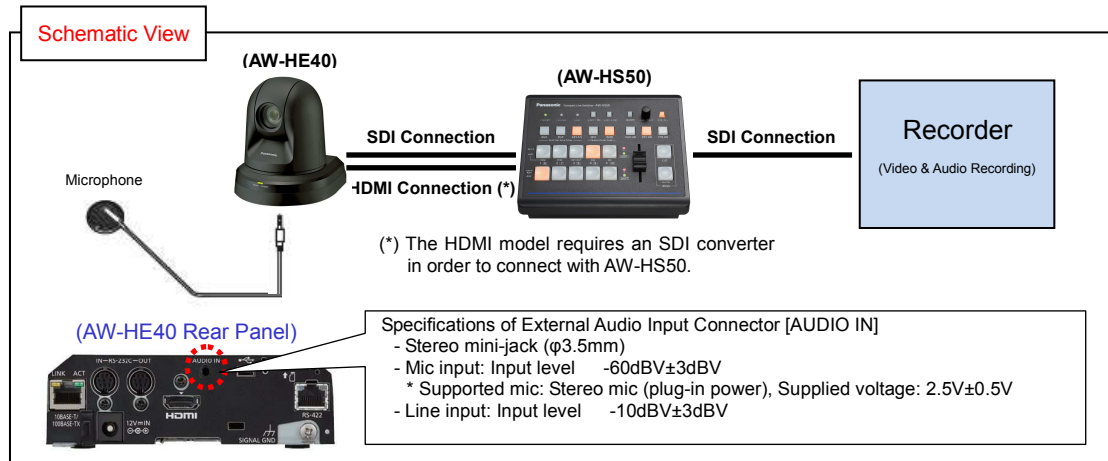 Schematic View
(AW-HE40)
(AW-HS50)
Panasonic
SDI Connection
SDI Connection
HDMI Connection (*)
Recorder
(Video & Audio Recording)
Microphone
(*) The HDMI model requires an SDI converter
in order to connect with AW-HS50.
(AW-HE40 Rear Panel)
Specifications of External Audio Input Connector [AUDIO IN]
- Stereo mini-jack (φ3.5mm)
- Mic input: Input level -60dBV±3dBV
* Supported mic: Stereo mic (plug-in power), Supplied voltage: 2.5V±0.5V
- Line input: Input level -10dBV±3dBV
IN RS-232C OUT
AUDIO IN
LINK ACT
HDMI
10BASE-T/
100BASE-TX
12V IN
SIGNAL GND
RS-422